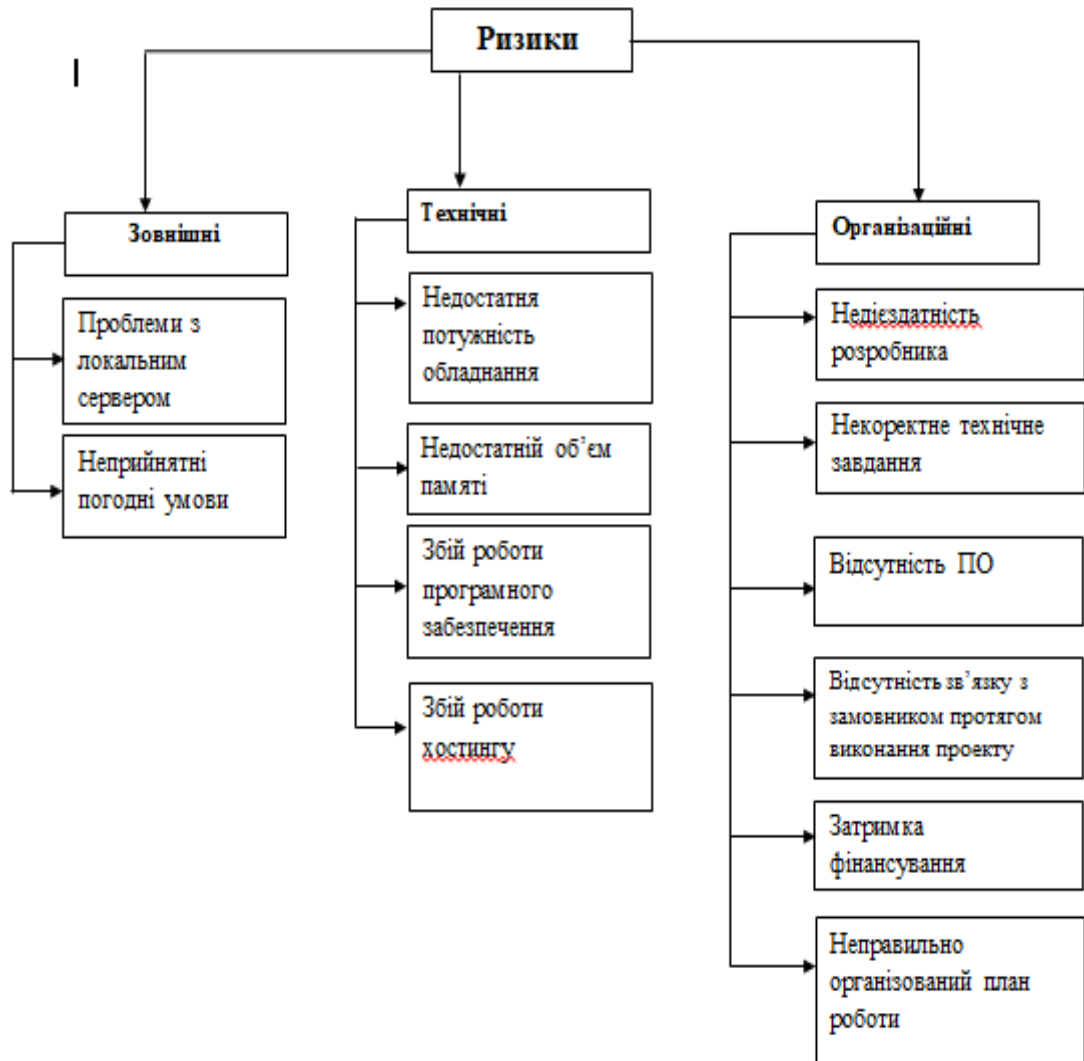 Ризики
Зовнішні
Проблеми з
локальним
сервером
Неприйнятні
погодні умови
Технічні
Недостатня
потужність
обладнання
Недостатній об’єм
памяті
Збій роботи
програмного
забезпечення
Збій роботи
хостингу
Організаційні
Недієздатність
розробника
Некоректне технічне
завдання
Відсутність ПО
Відсутність зв’язку з
замовником протягом
виконання проекту
Затримка
фінансування
Неправильно
організований план
роботи